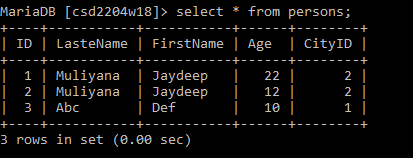 MariaDB [csd2204w18]> select * from persons;
+----+-----------+-----------+------+--------+
| ID | LasteName | FirstName | Age  | CityID |
+----+-----------+-----------+------+--------+
|  1 | Muliyana  | Jaydeep   |   22 |      2 |
|  2 | Muliyana  | Jaydeep   |   12 |      2 |
|  3 | Abc       | Def       |   10 |      1 |
+----+-----------+-----------+------+--------+
3 rows in set (0.00 sec)